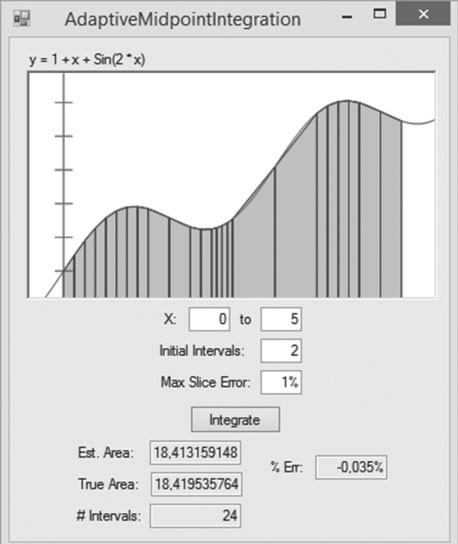 AdaptiveMidpointIntegration
y = 1 + x + Sin(2 * x)
X: 0 to 5
Initial Intervals: 2
Max Slice Error: 1%
Integrate
Est. Area: 18,413159148
% Err: -0,035%
True Area: 18,419535764
# Intervals: 24